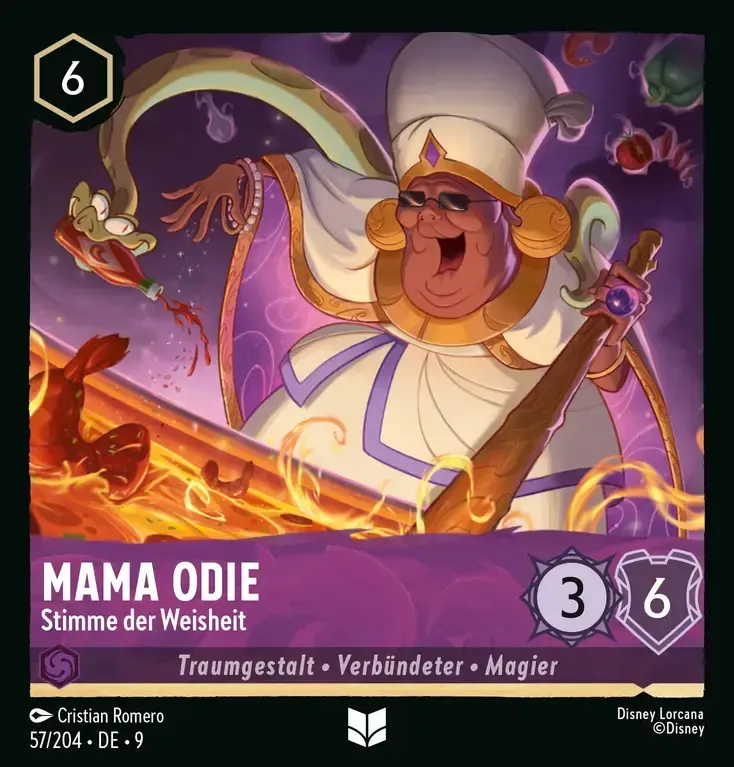 6
MAMA ODIE
Stimme der Weisheit
3
6
Traumgestalt • Verbündeter • Magier
Cristian Romero
57/204 • DE • 9
Disney Lorcana
©Disney